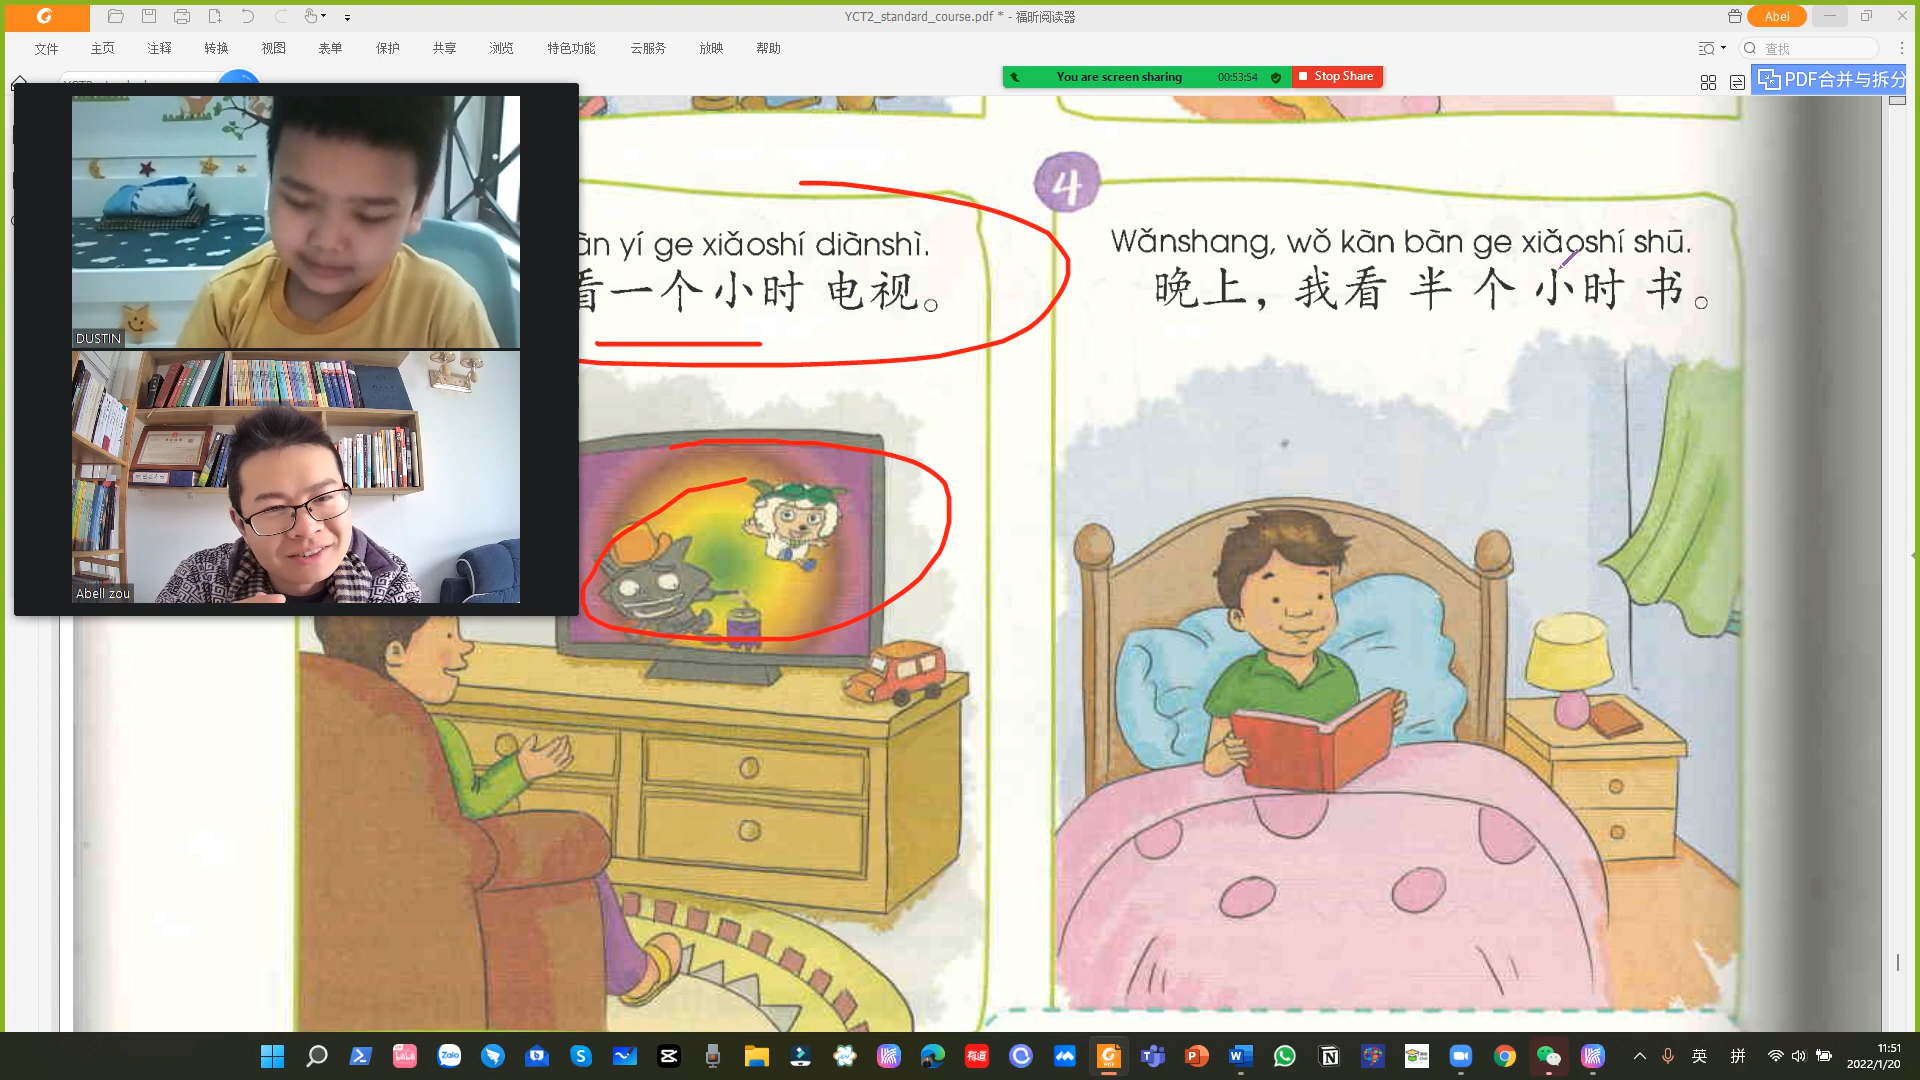 YCT2_standard_course.pdf * - 福昕阅读器
Abel
文件 主页 注释 转换 视图 表单 保护 共享 浏览 特色功能 云服务 放映 帮助
查找
You are screen sharing 00:53:54 Stop Share
PDF合并与拆分
DUSTIN
Abell zou
àn yí ge xiǎoshí diànshì.
看一个小时 电视。
4
Wǎnshang, wǒ kàn bàn ge xiǎoshí shū.
晚上，我看 半 个 小时 书。
Zalo
有道
英 拼
11:51
2022/1/20